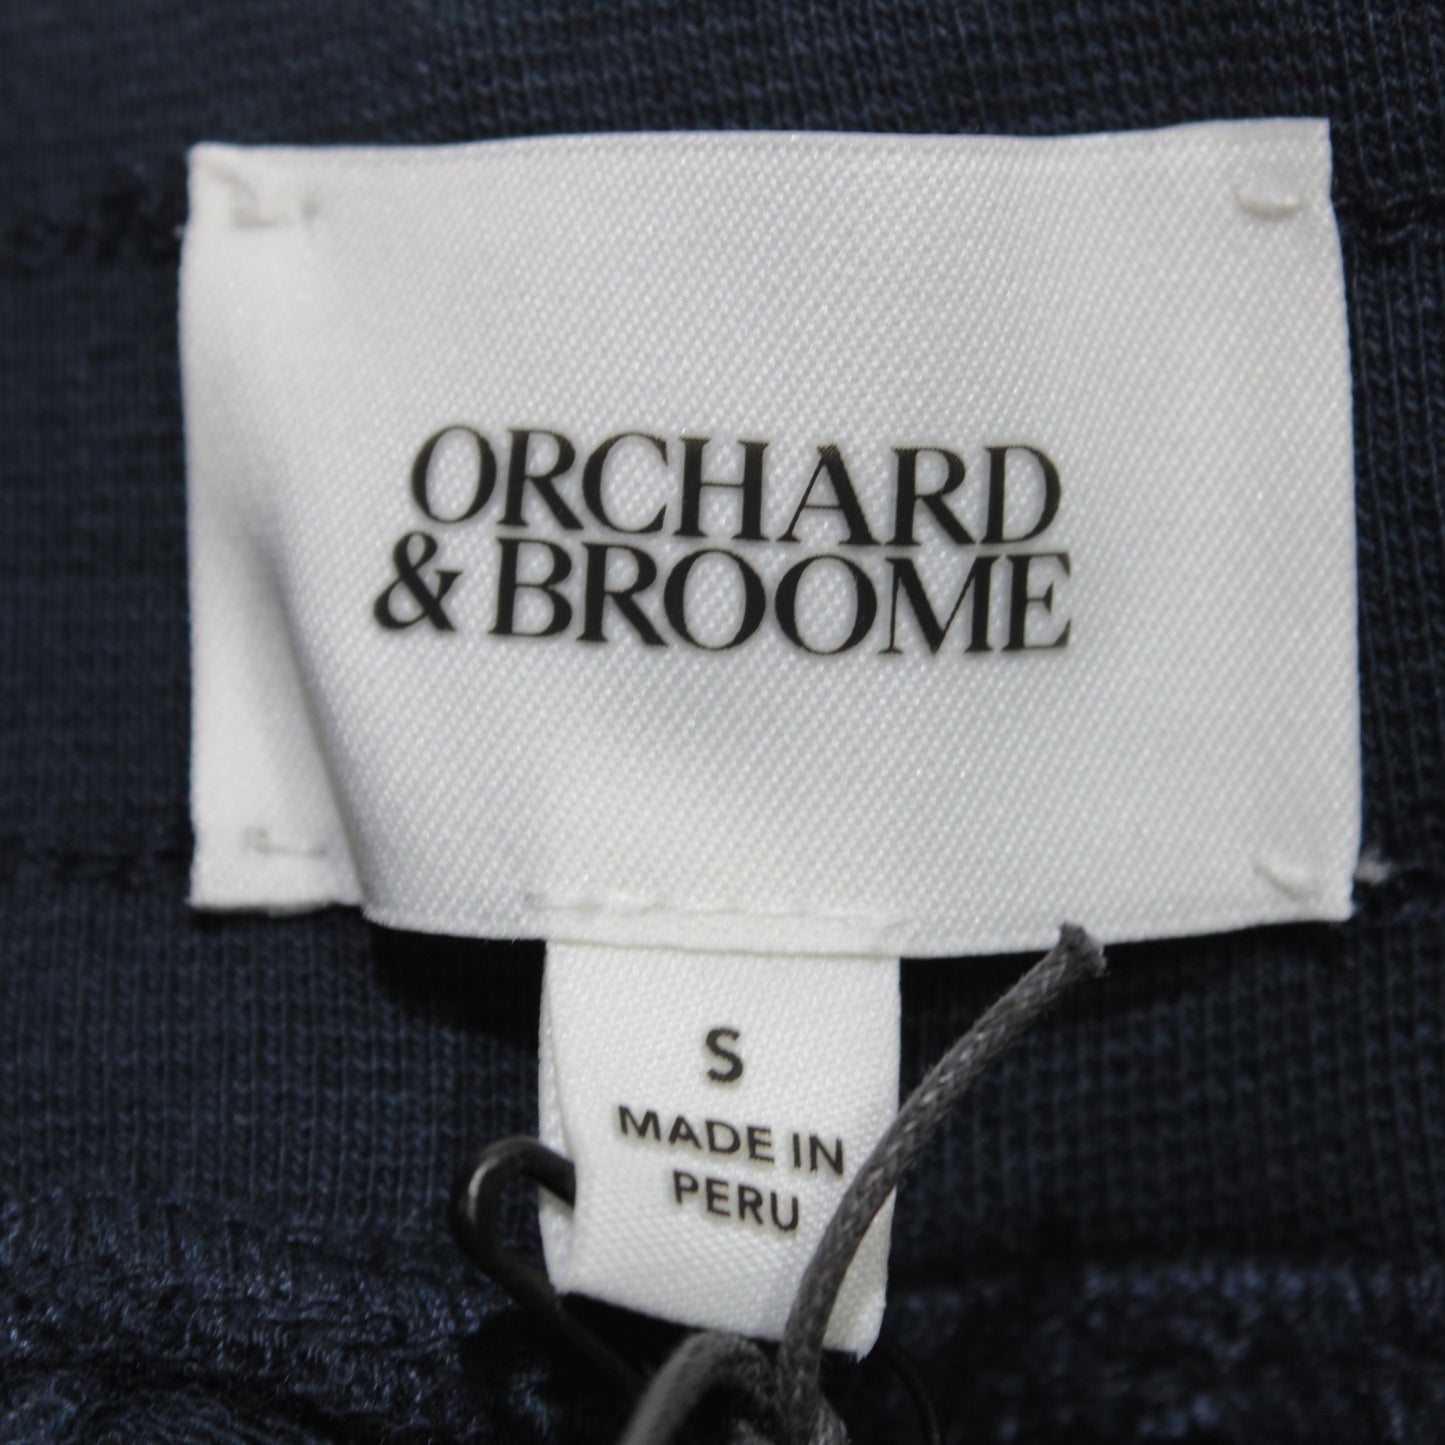 ORCHARD
& BROOME
S
MADE IN
PERU